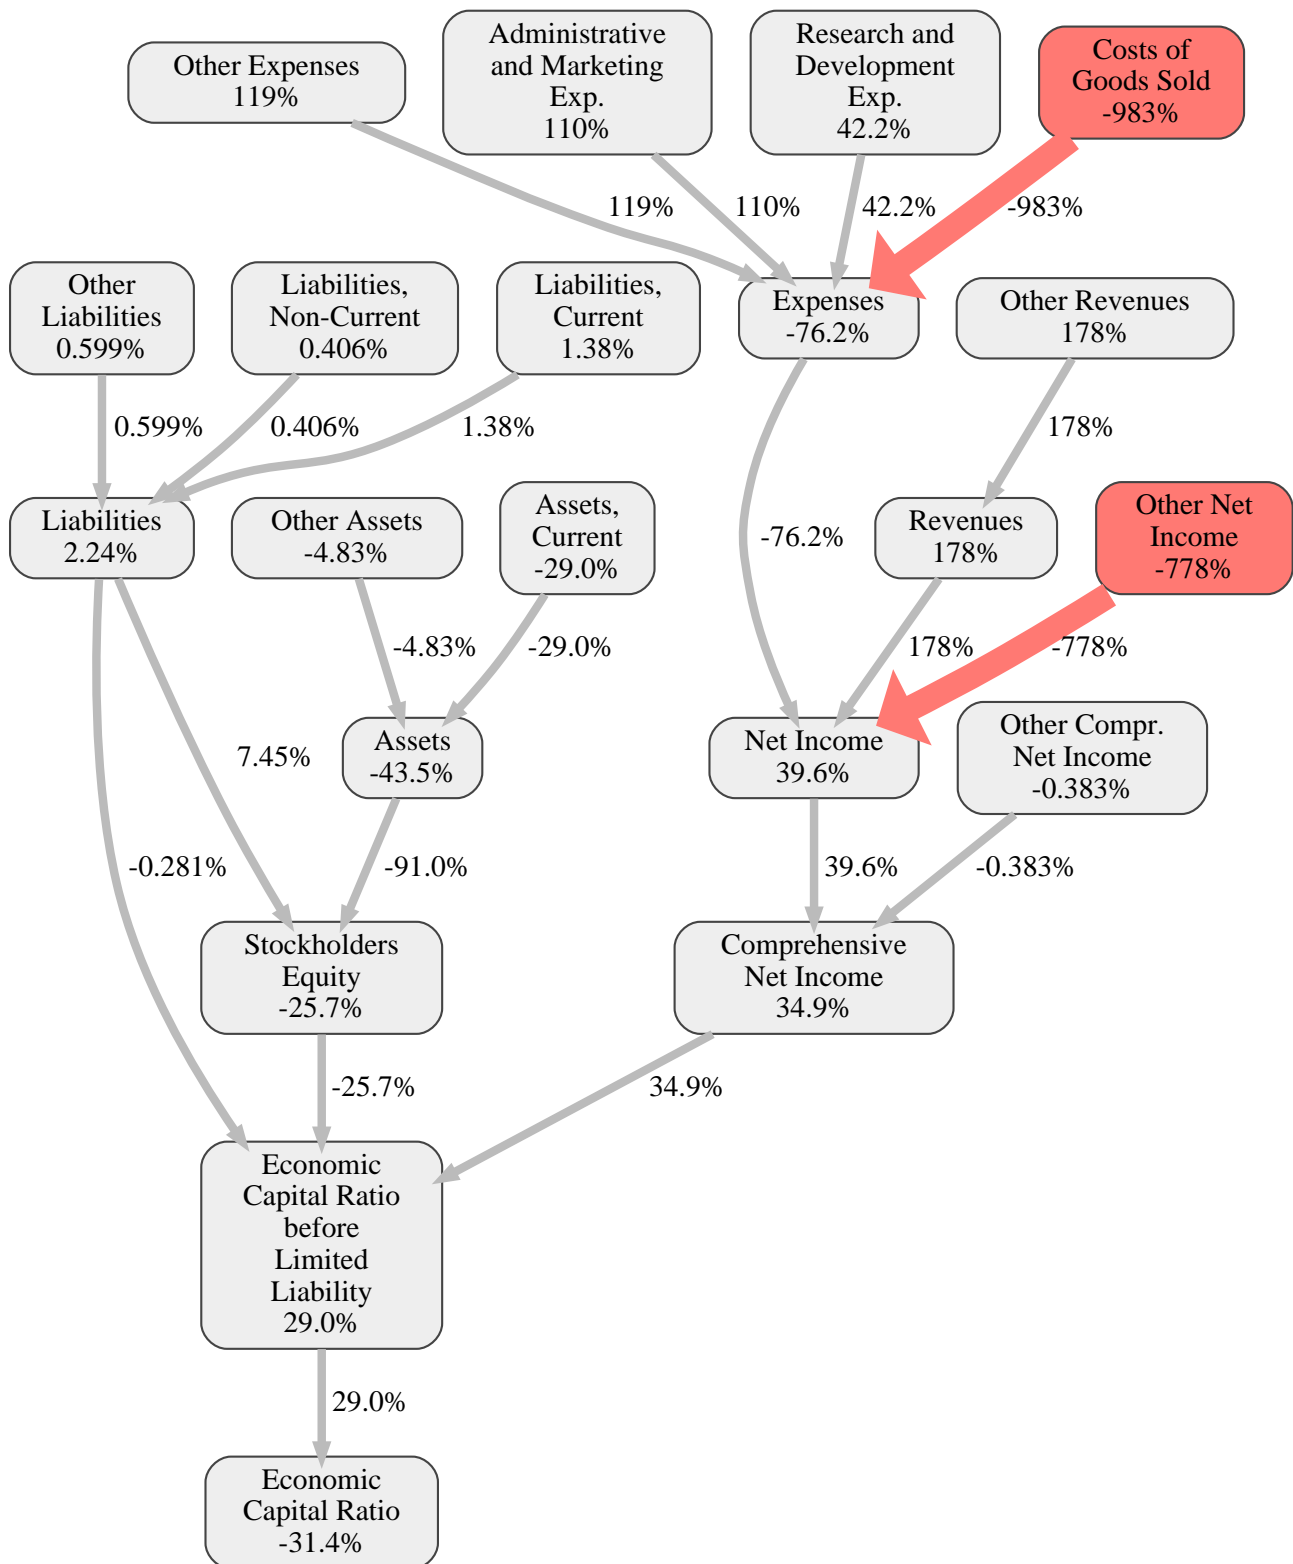 Other Expenses
119%
Administrative
and Marketing
Exp.
110%
Research and
Development
Exp.
42.2%
Costs of
Goods Sold
-983%
119%
110%
42.2%
-983%
Other
Liabilities
0.599%
Liabilities,
Non-Current
0.406%
Liabilities,
Current
1.38%
Expenses
-76.2%
Other Revenues
178%
0.599%
0.406%
1.38%
178%
Liabilities
2.24%
Other Assets
-4.83%
Assets,
Current
-29.0%
-76.2%
Revenues
178%
Other Net
Income
-778%
-4.83%
-29.0%
178%
-778%
7.45%
Assets
-43.5%
Net Income
39.6%
Other Compr.
Net Income
-0.383%
-0.281%
-91.0%
39.6%
-0.383%
Stockholders
Equity
-25.7%
Comprehensive
Net Income
34.9%
-25.7%
34.9%
Economic
Capital Ratio
before
Limited
Liability
29.0%
29.0%
Economic
Capital Ratio
-31.4%